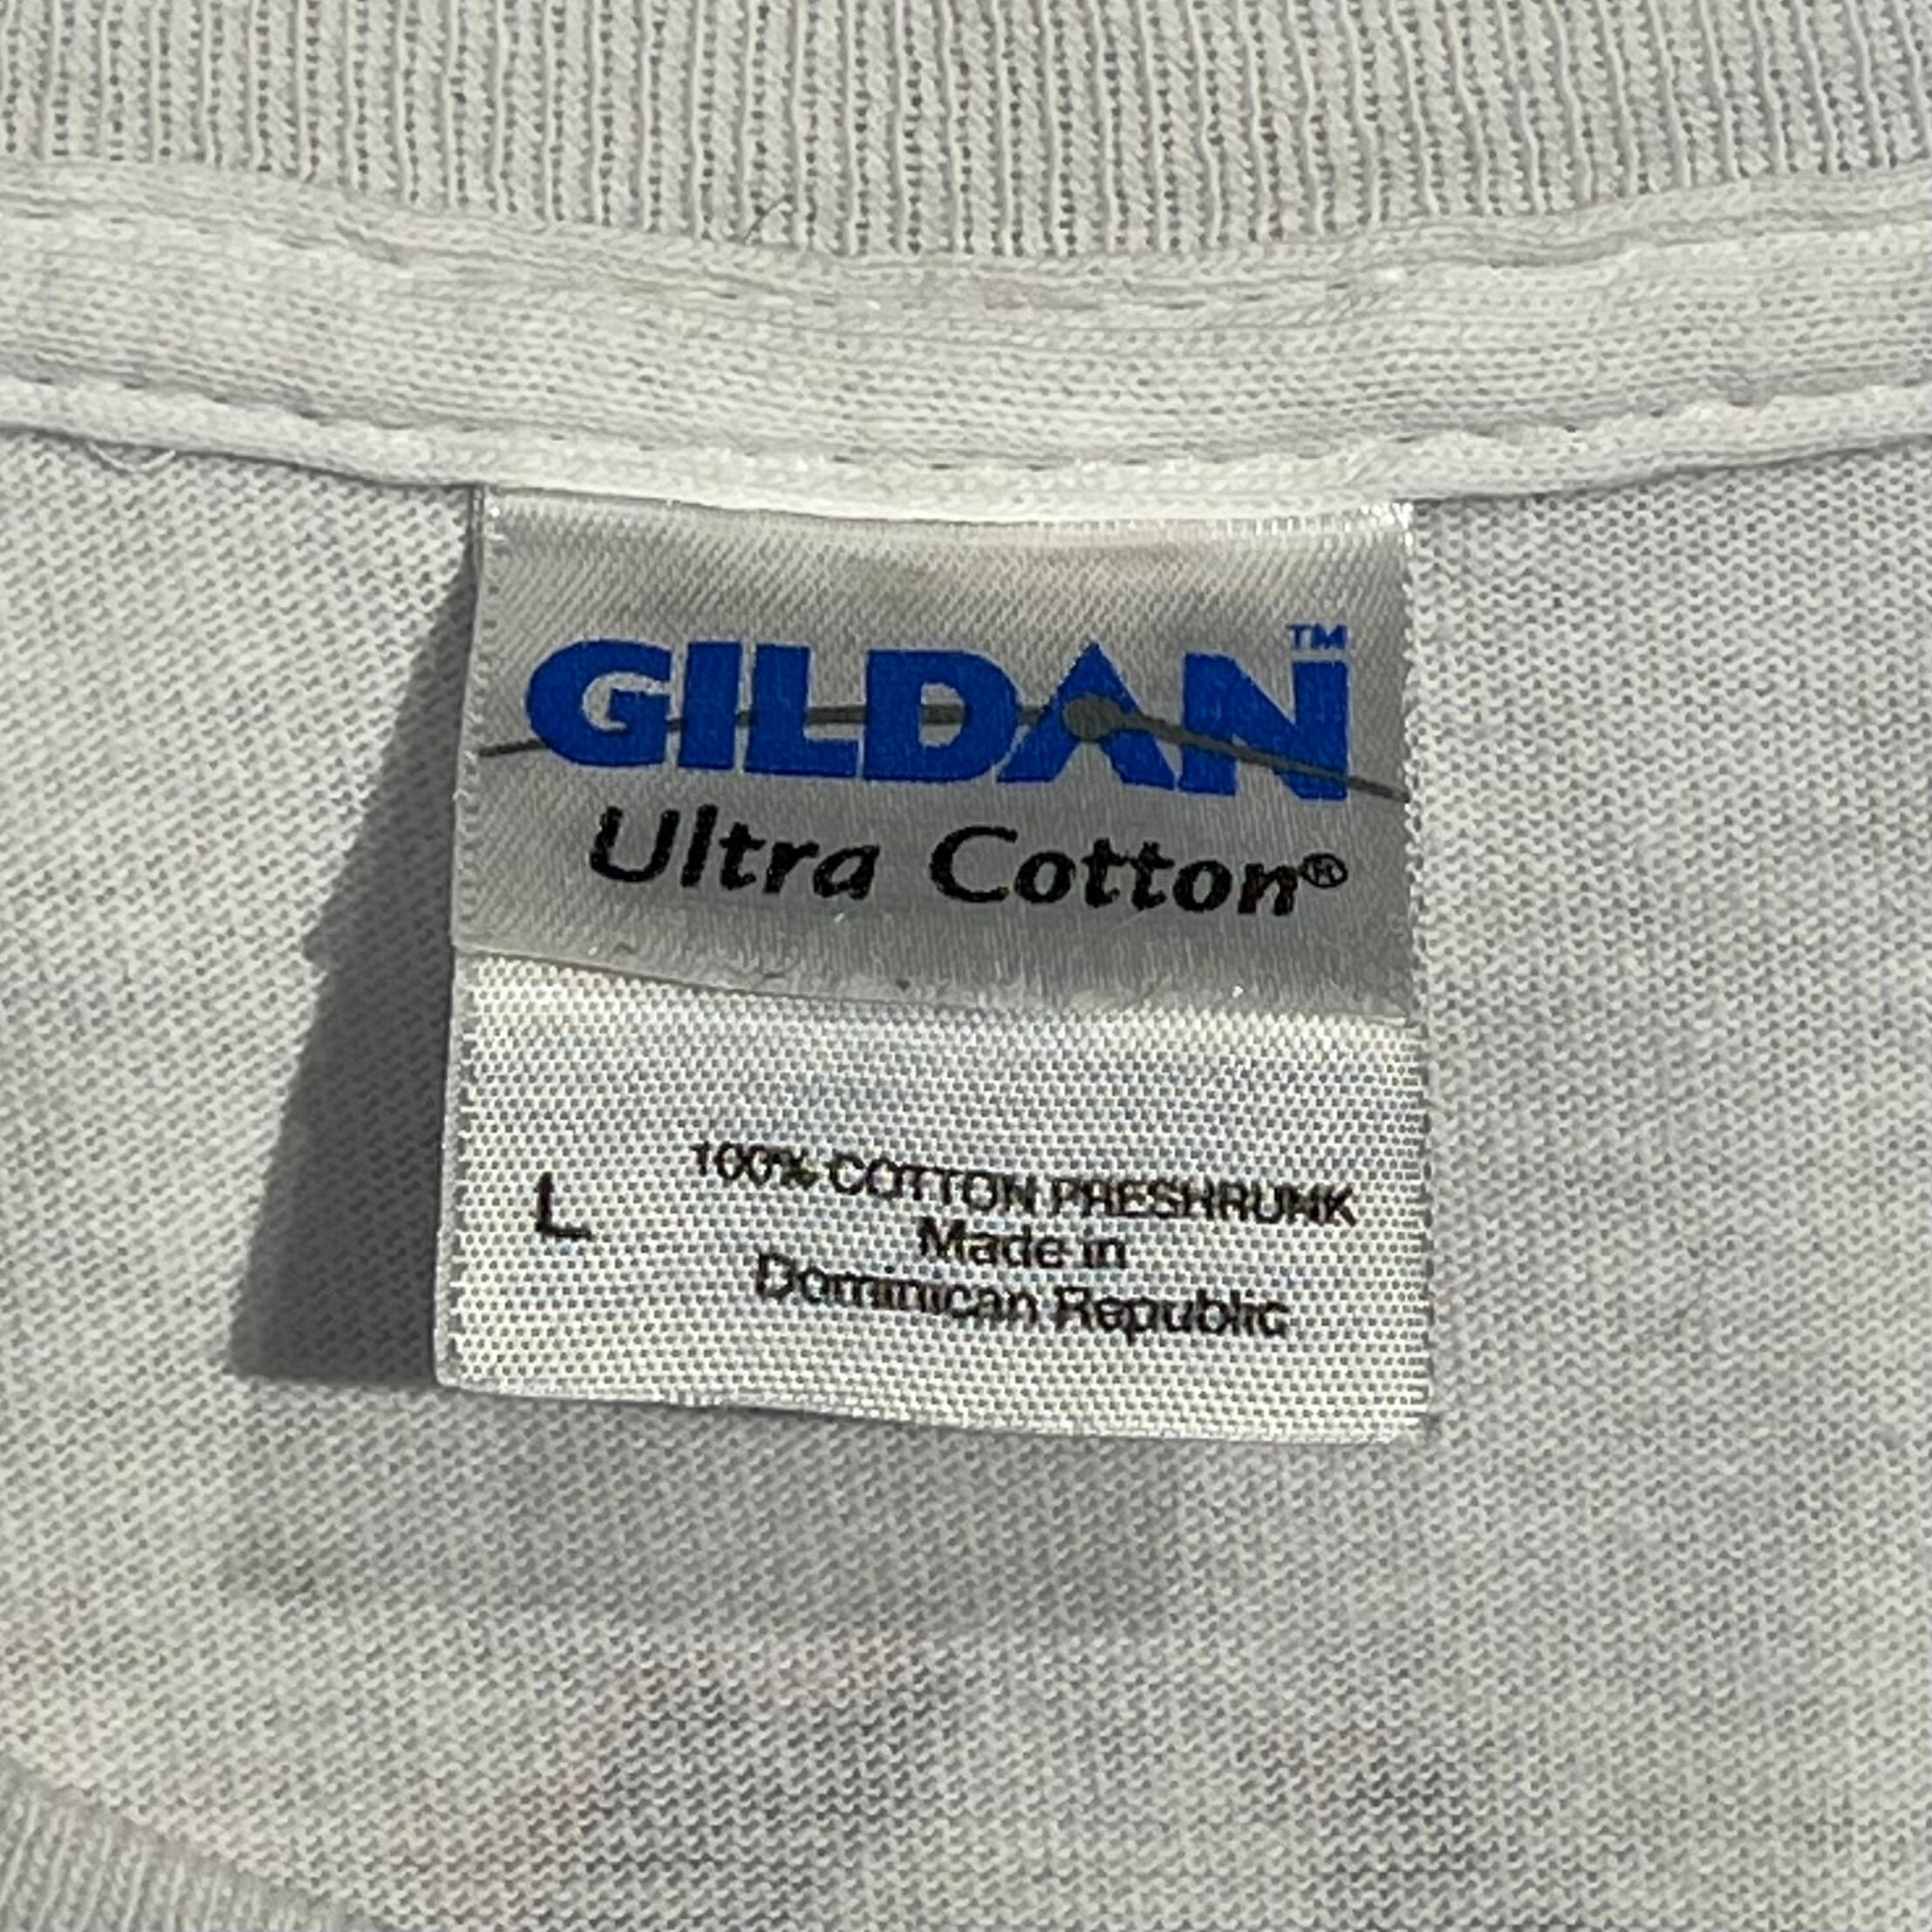 GILDAN™
Ultra Cotton®
L
100% COTTON PRESHRUNK
Made in
Dominican Republic